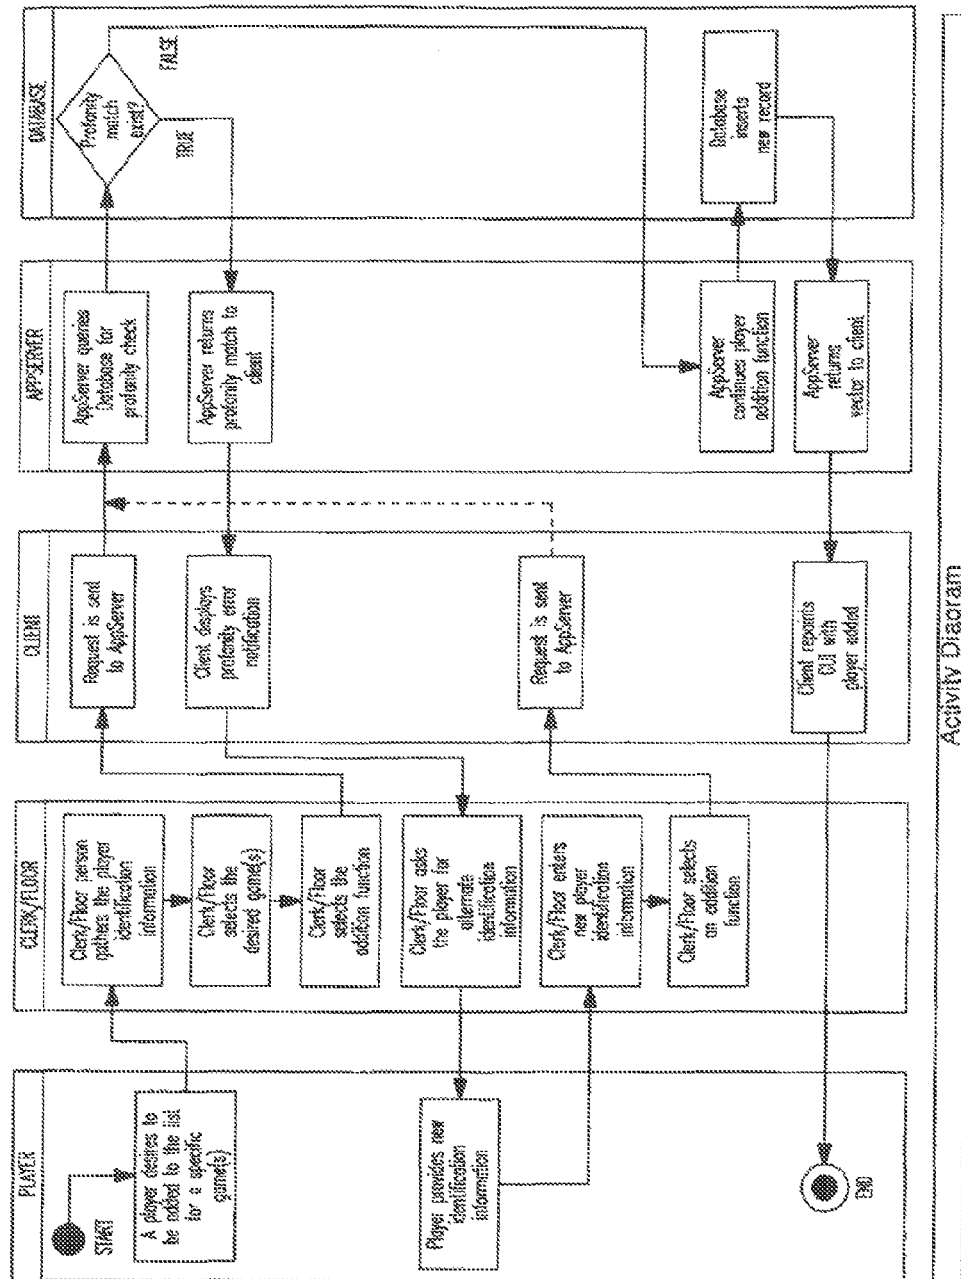 PLAYER
START
A player desires to
be added to the list
for a specific
game(s)
Player provides new
identification
information
END
CLERK/FLOOR
Clerk/Floor person
gathers the player
identification
information
Clerk/Floor
selects the
desired game(s)
Clerk/Floor
selects the
addition function
Clerk/Floor asks
the player for
alternate
identification
information
Clerk/Floor enters
new player
identification
information
Clerk/Floor selects
an addition
function
CLIENT
Request is sent
to AppServer
Client displays
profanity error
notification
Request is sent
to AppServer
Client repaints
GUI with
player added
APPSERVER
AppServer queries
Database for
profanity check
AppServer returns
profanity match to
client
AppServer
continues player
addition function
AppServer
returns
vector to client
DATABASE
Profanity
match
exist?
TRUE
FALSE
Database
inserts
new record
Activity Diagram